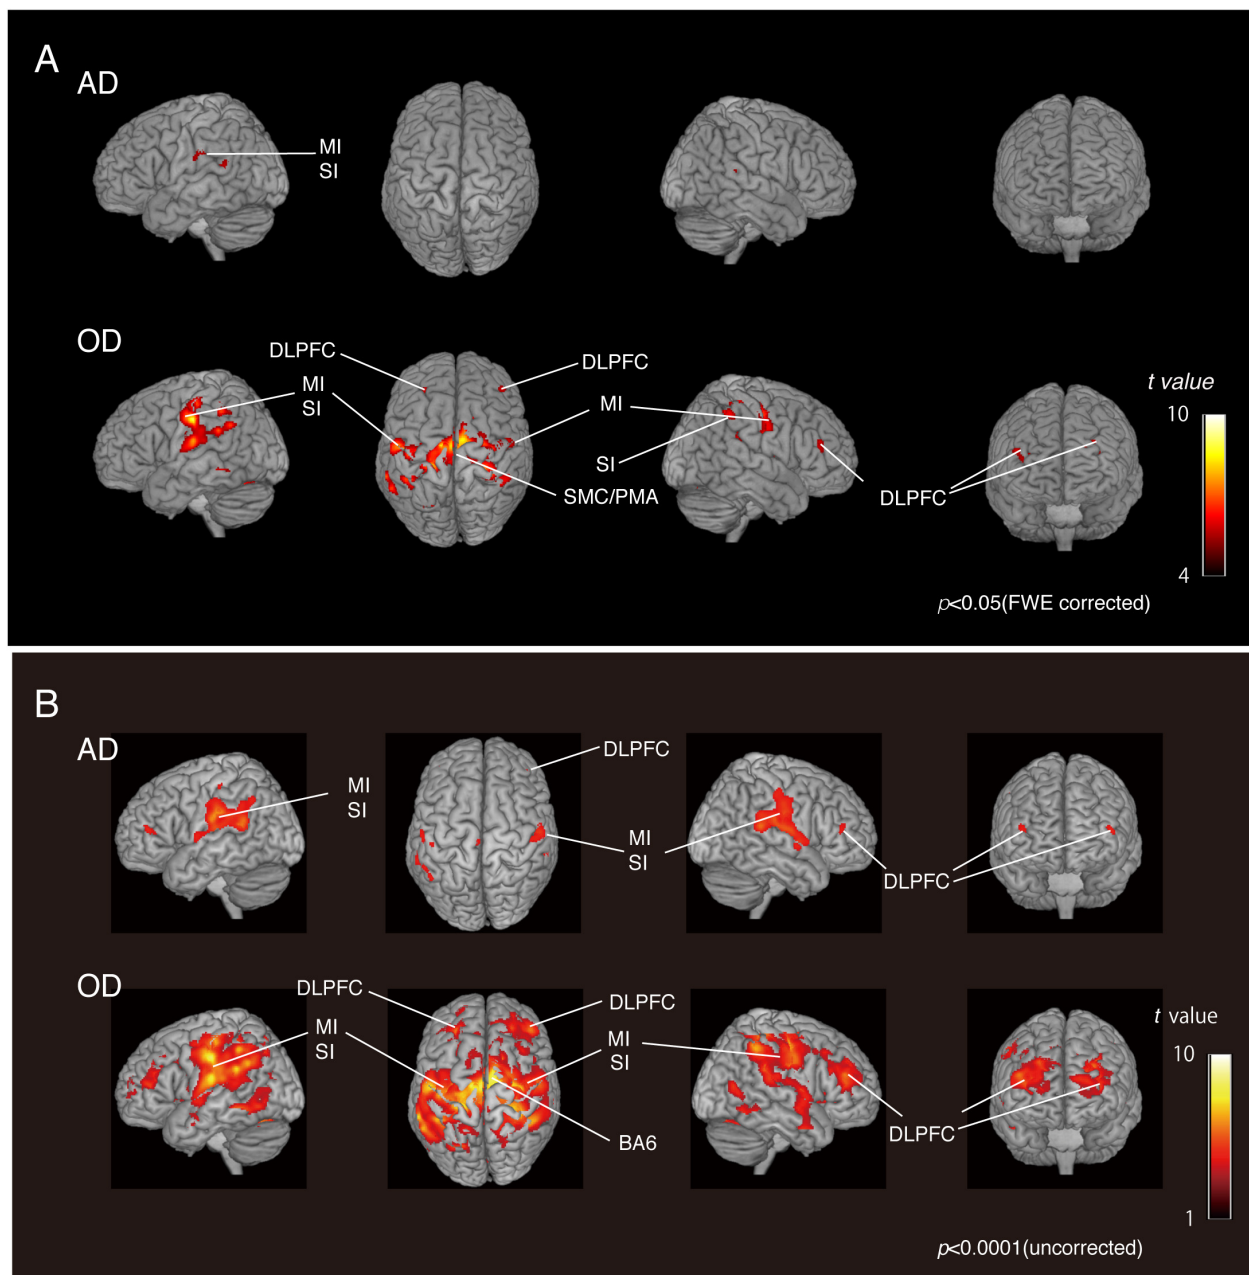 A
AD
MI
SI
OD
DLPFC
DLPFC
MI
SI
MI
SI
SMC/PMA
DLPFC
t value
10
4
p<0.05(FWE corrected)
B
AD
DLPFC
MI
SI
MI
SI
DLPFC
OD
DLPFC
DLPFC
MI
SI
MI
SI
BA6
DLPFC
t value
10
1
p<0.0001(uncorrected)